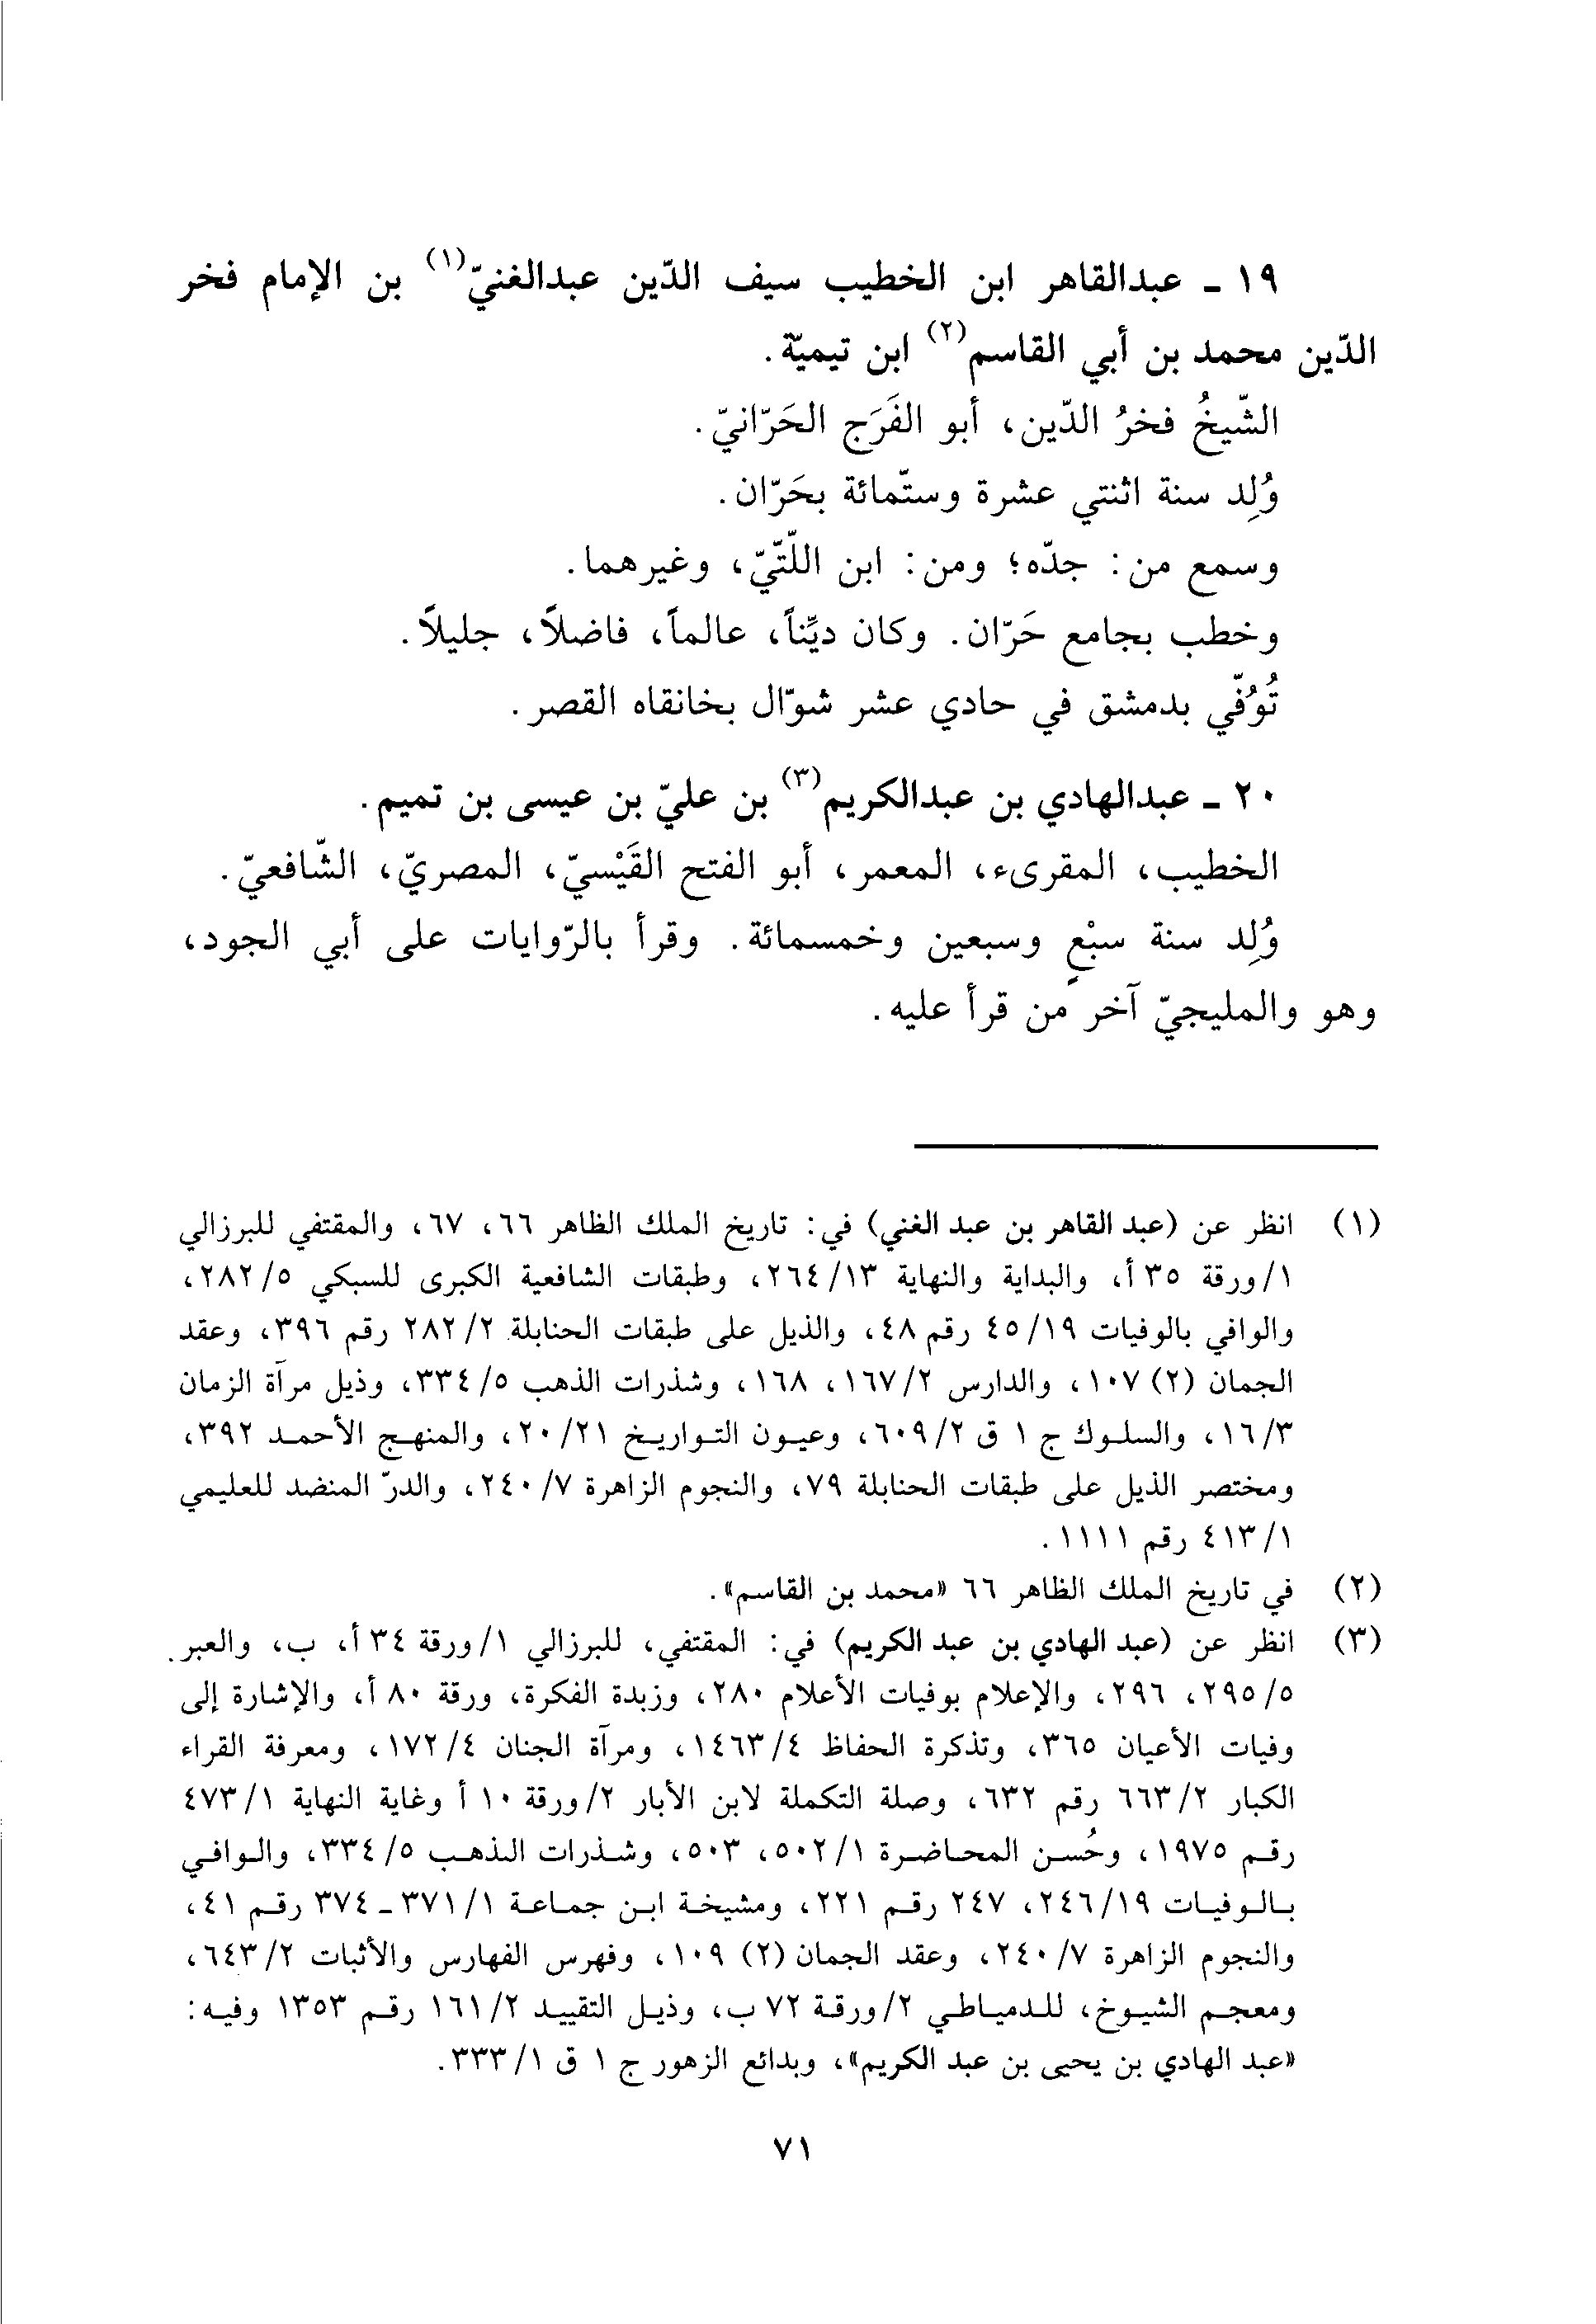 ١٩ ـ عبدالقاهر ابن الخطيب سيف الدّين عبدالغنيّ(١) بن الإمام فخر
الدّين محمد بن أبي القاسم(٢) ابن تيميّة.
الشّيخُ فخرُ الدّين، أبو الفَرَج الحَرّانيّ.
وُلِد سنة اثنتي عشرة وستّمائة بحَرّان.
وسمع من: جدّه؛ ومن: ابن اللّتّيّ، وغيرهما.
وخطب بجامع حَرّان. وكان ديِّناً، عالماً، فاضلاً، جليلاً.
تُوُفّي بدمشق في حادي عشر شوّال بخانقاه القصر.
٢٠ ـ عبدالهادي بن عبدالكريم(٣) بن عليّ بن عيسى بن تميم.
الخطيب، المقرىء، المعمر، أبو الفتح القَيْسيّ، المصريّ، الشّافعيّ.
وُلِد سنة سبْعٍ وسبعين وخمسمائة. وقرأ بالرّوايات على أبي الجود،
وهو والمليجيّ آخر من قرأ عليه.
(١) انظر عن (عبد القاهر بن عبد الغني) في: تاريخ الملك الظاهر ٦٦، ٦٧، والمقتفي للبرزالي
١/ورقة ٣٥ أ، والبداية والنهاية ٢٦٤/١٣، وطبقات الشافعية الكبرى للسبكي ٢٨٢/٥،
والوافي بالوفيات ٤٥/١٩ رقم ٤٨، والذيل على طبقات الحنابلة ٢٨٢/٢ رقم ٣٩٦، وعقد
الجمان (٢) ١٠٧، والدارس ١٦٧/٢، ١٦٨، وشذرات الذهب ٣٣٤/٥، وذيل مرآة الزمان
١٦/٣، والسلوك ج ١ ق ٦٠٩/٢، وعيون التواريخ ٢٠/٢١، والمنهج الأحمد ٣٩٢،
ومختصر الذيل على طبقات الحنابلة ٧٩، والنجوم الزاهرة ٢٤٠/٧، والدرّ المنضد للعليمي
٤١٣/١ رقم ١١١١.
(٢) في تاريخ الملك الظاهر ٦٦ «محمد بن القاسم».
(٣) انظر عن (عبد الهادي بن عبد الكريم) في: المقتفي، للبرزالي ١/ورقة ٣٤ أ، ب، والعبر
٢٩٥/٥، ٢٩٦، والإعلام بوفيات الأعلام ٢٨٠، وزبدة الفكرة، ورقة ٨٠ أ، والإشارة إلى
وفيات الأعيان ٣٦٥، وتذكرة الحفاظ ١٤٦٣/٤، ومرآة الجنان ١٧٢/٤، ومعرفة القراء
الكبار ٦٦٣/٢ رقم ٦٣٢، وصلة التكملة لابن الأبار ٢/ورقة ١٠ أ وغاية النهاية ٤٧٣/١
رقم ١٩٧٥، وحُسن المحاضرة ٥٠٢/١، ٥٠٣، وشذرات الذهب ٣٣٤/٥، والوافي
بالوفيات ٢٤٦/١٩، ٢٤٧ رقم ٢٢١، ومشيخة ابن جماعة ٣٧١/١ ـ ٣٧٤ رقم ٤١،
والنجوم الزاهرة ٢٤٠/٧، وعقد الجمان (٢) ١٠٩، وفهرس الفهارس والأثبات ٦٤٣/٢،
ومعجم الشيوخ، للدمياطي ٢/ورقة ٧٢ ب، وذيل التقييد ١٦١/٢ رقم ١٣٥٣ وفيه:
«عبد الهادي بن يحيى بن عبد الكريم»، وبدائع الزهور ج ١ ق ٣٣٣/١.
٧١